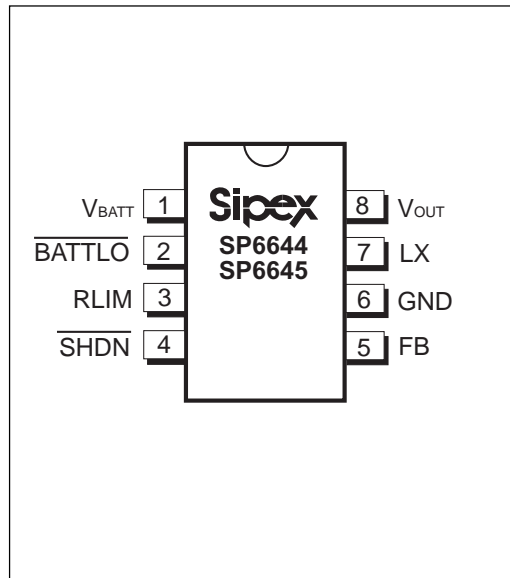 VBATT 1 Sipex 8 VOUT
BATTLO 2 SP6644 7 LX
SP6645
RLIM 3 6 GND
SHDN 4 5 FB